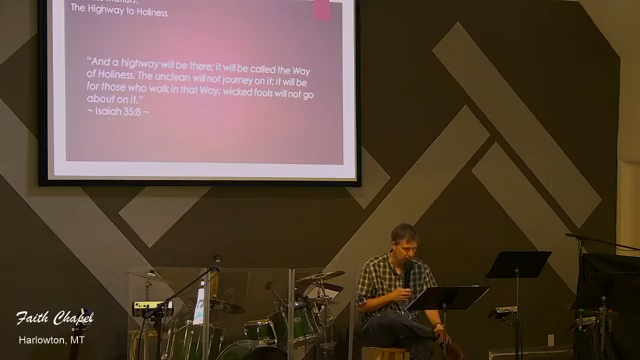 The Highway to Holiness
"And a highway will be there; it will be called the Way
of Holiness. The unclean will not journey on it; it will be
for those who walk in that Way; wicked fools will not go
about on it."
~ Isaiah 35:8 ~
Faith Chapel
Harlowton, MT